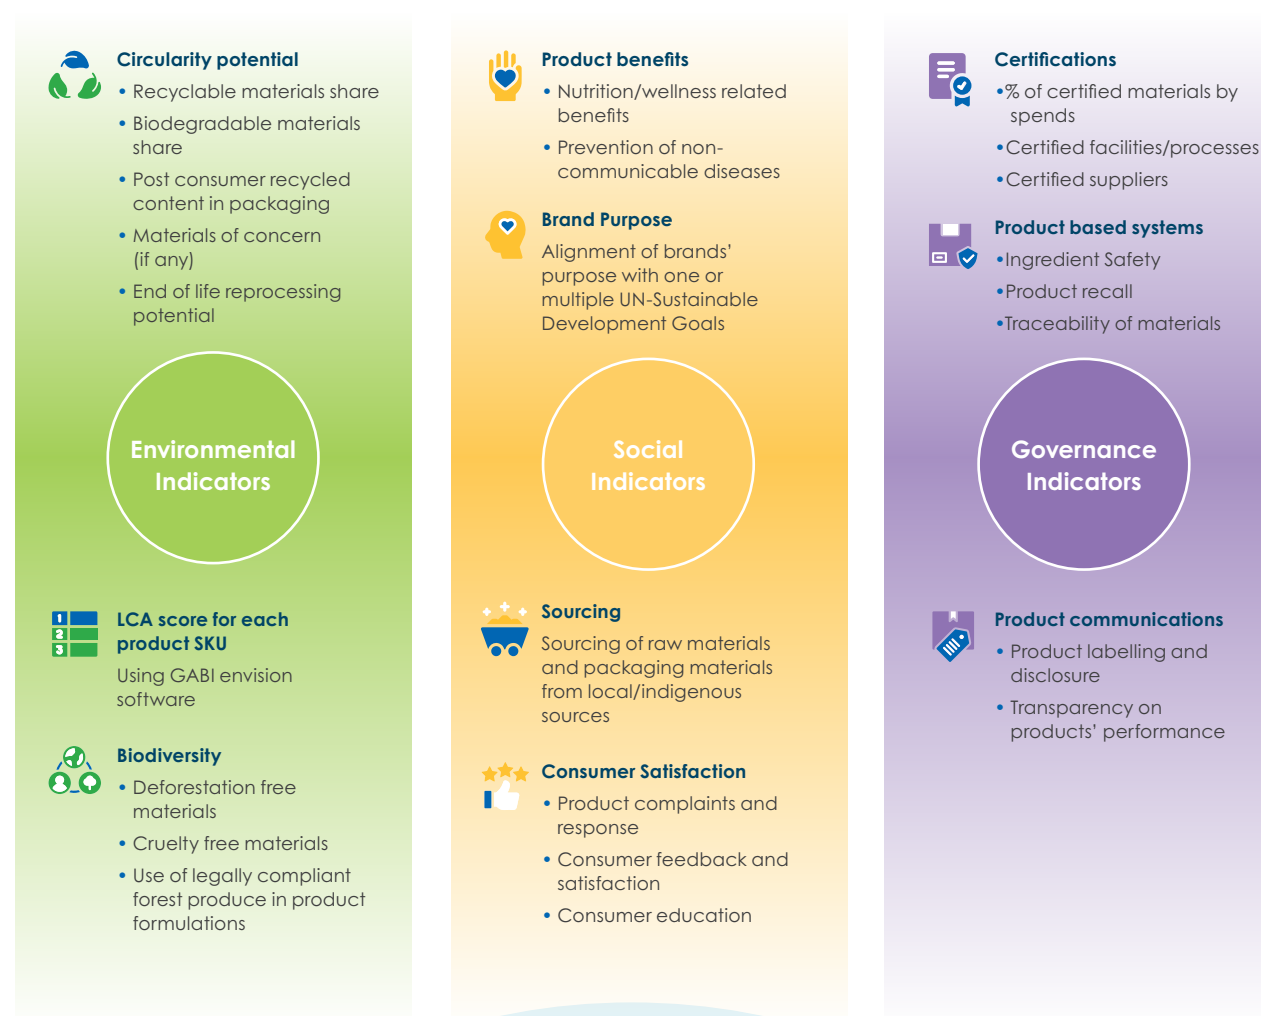 Circularity potential
• Recyclable materials share
• Biodegradable materials
share
• Post consumer recycled
content in packaging
• Materials of concern
(if any)
• End of life reprocessing
potential
Environmental
Indicators
1
2
3
LCA score for each
product SKU
Using GABI envision
software
Biodiversity
• Deforestation free
materials
• Cruelty free materials
• Use of legally compliant
forest produce in product
formulations
Product benefits
• Nutrition/wellness related
benefits
• Prevention of non-
communicable diseases
Brand Purpose
Alignment of brands’
purpose with one or
multiple UN-Sustainable
Development Goals
Social
Indicators
Sourcing
Sourcing of raw materials
and packaging materials
from local/indigenous
sources
Consumer Satisfaction
• Product complaints and
response
• Consumer feedback and
satisfaction
• Consumer education
Certifications
•% of certified materials by
spends
•Certified facilities/processes
•Certified suppliers
Product based systems
•Ingredient Safety
•Product recall
•Traceability of materials
Governance
Indicators
Product communications
• Product labelling and
disclosure
• Transparency on
products’ performance